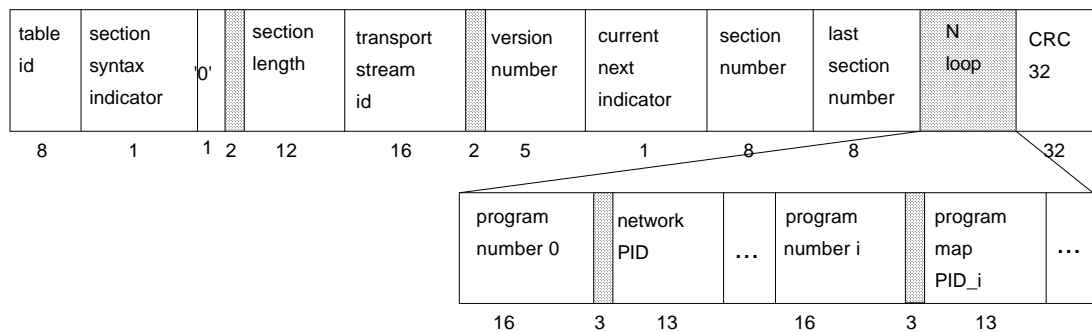 table
id
section
syntax
indicator
'0'
section
length
transport
stream
id
version
number
current
next
indicator
section
number
last
section
number
N
loop
CRC
32
8 1 1 2 12 16 2 5 1 8 8 32
program
number 0
network
PID
...
program
number i
program
map
PID_i
...
16 3 13 16 3 13